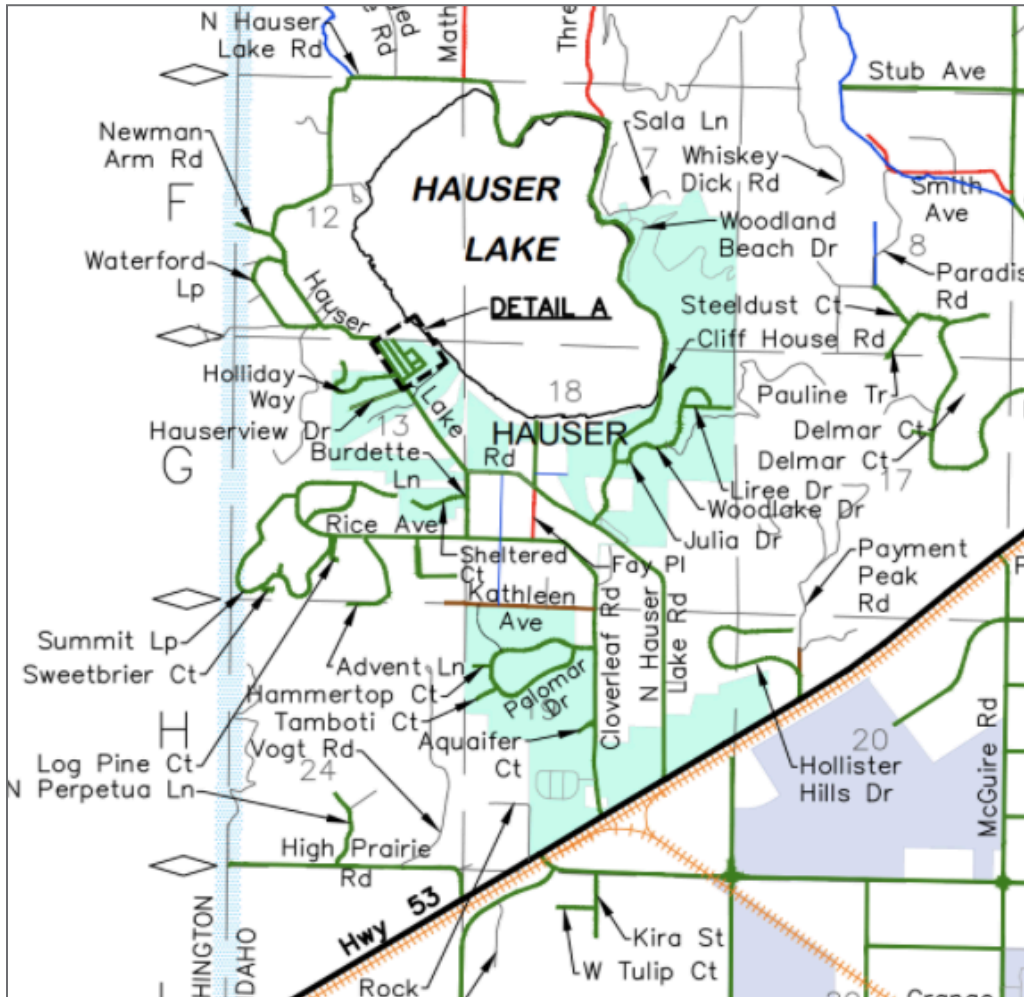 N Hauser
Lake Rd
Math
Thre
Stub Ave
Newman
Arm Rd
Sala Ln
7
Whiskey
Dick Rd
HAUSER
LAKE
F
12
Smith
Ave
Woodland
Beach Dr
8
Waterford
Lp
Hauser
Paradis
Rd
DETAIL A
Steeldust Ct
Cliff House Rd
Holliday
Way
Lake
18
Pauline Tr
Hauserview Dr
13
HAUSER
Delmar Ct
G
Burdette
Ln
Rd
Delmar Ct
17
Liree Dr
Woodlake Dr
Rice Ave
Julia Dr
Sheltered
Ct
Fay Pl
Payment
Peak
Rd
Kathleen
Ave
Summit Lp
Sweetbrier Ct
Advent Ln
Cloverleaf Rd
N Hauser
Lake Rd
Hammertop Ct
Palomar
Dr
Tamboti Ct
H
Vogt Rd
Aquaifer
Ct
20
McGuire Rd
Log Pine Ct
24
N Perpetua Ln
Hollister
Hills Dr
High Prairie
Rd
Hwy 53
Kira St
W Tulip Ct
HINGTON
IDAHO
Rock